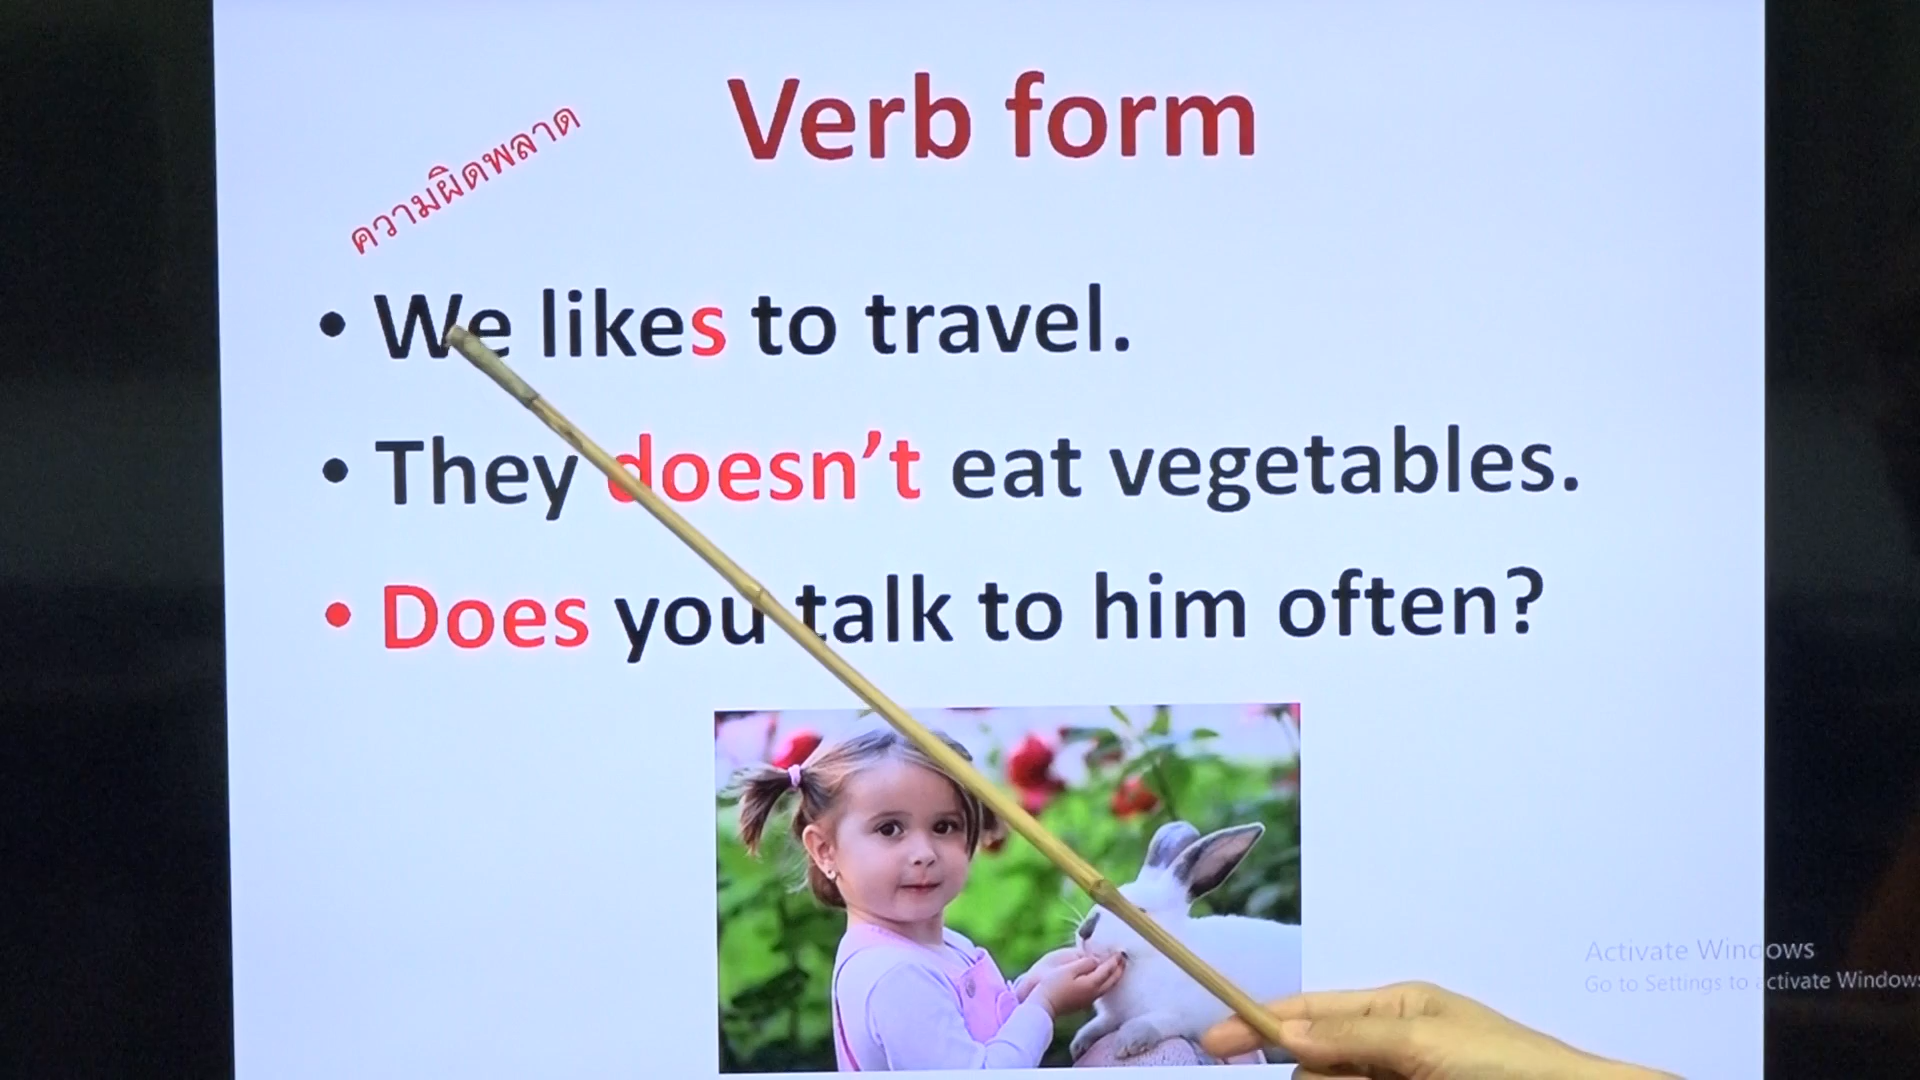 Verb form
ความผิดพลาด
• We likes to travel.
• They doesn’t eat vegetables.
• Does you talk to him often?
Activate Windows
Go to Settings to activate Windows